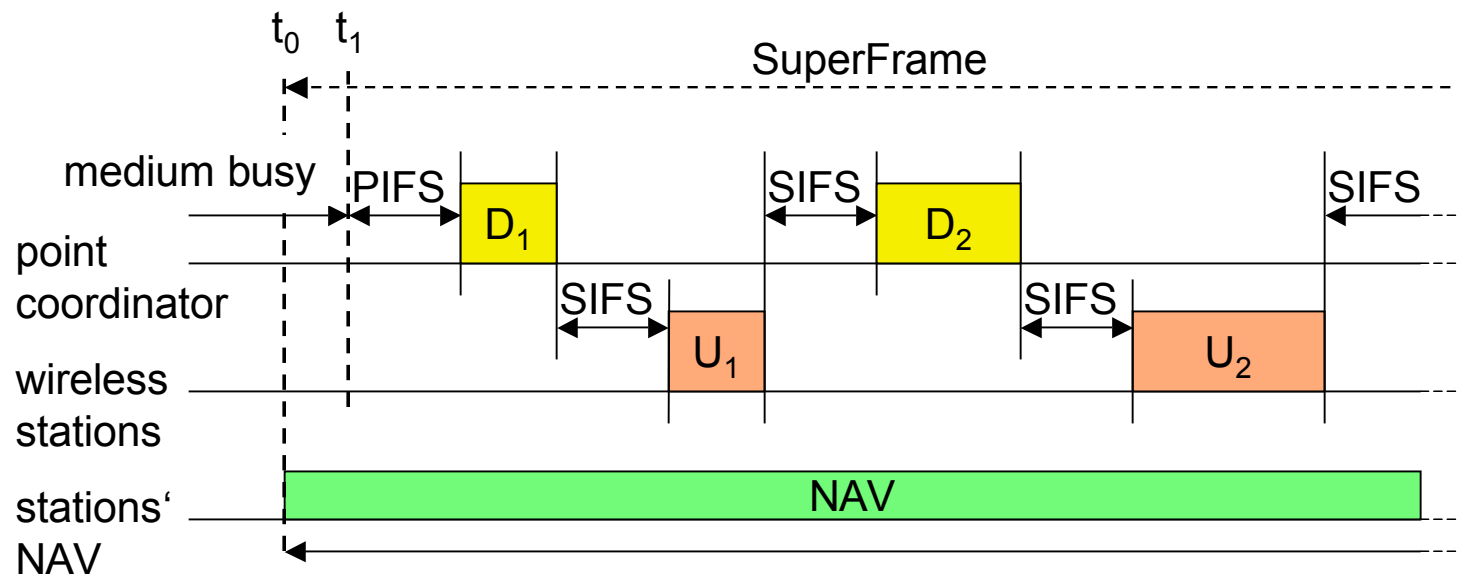 t0 t1
SuperFrame
medium busy
PIFS
SIFS
SIFS
D1
D2
point
coordinator
SIFS
SIFS
U1
U2
wireless
stations
NAV
stations‘
NAV